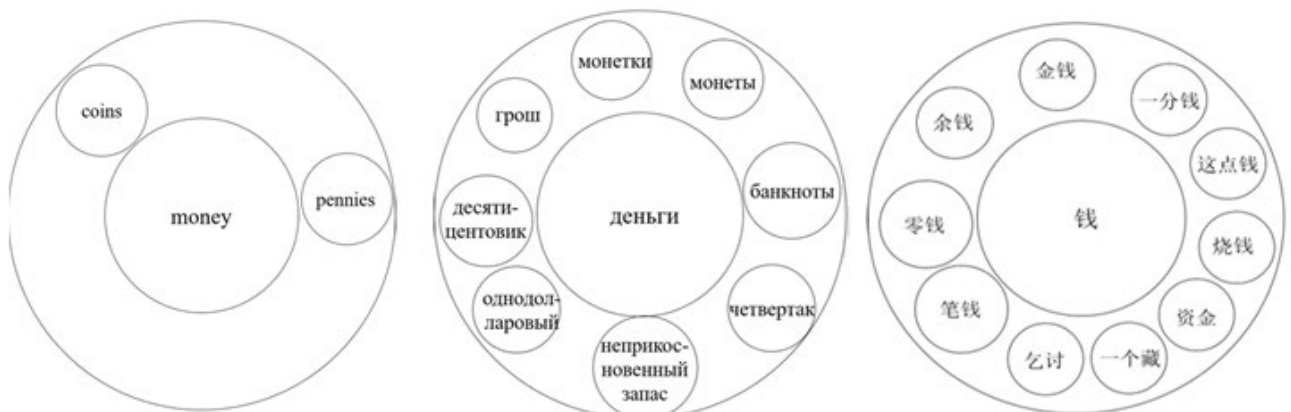 coins
money
pennies
монетки
монеты
грош
банкноты
десяти-
центовик
деньги
однодол-
ларовый
четвертак
неприкос-
новенный
запас
金钱
一分钱
余钱
这点钱
零钱
钱
烧钱
笔钱
资金
乞讨
一个藏